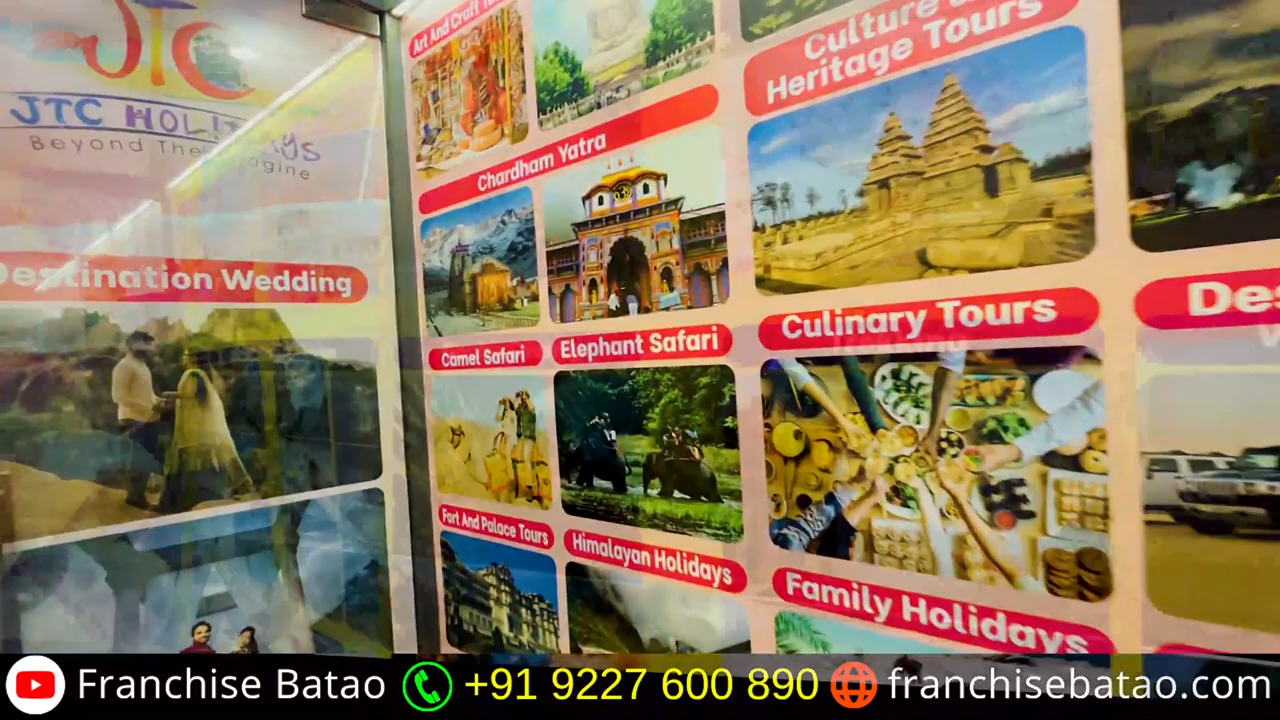 JTC
JTC HOLIDAYS
Beyond The Imagine
Destination Wedding
Art And Craft
Chardham Yatra
Camel Safari
Elephant Safari
Fort And Palace Tours
Himalayan Holidays
Culture
Heritage Tours
Culinary Tours
Family Holidays
Des
Franchise Batao
+91 9227 600 890
franchisebatao.com